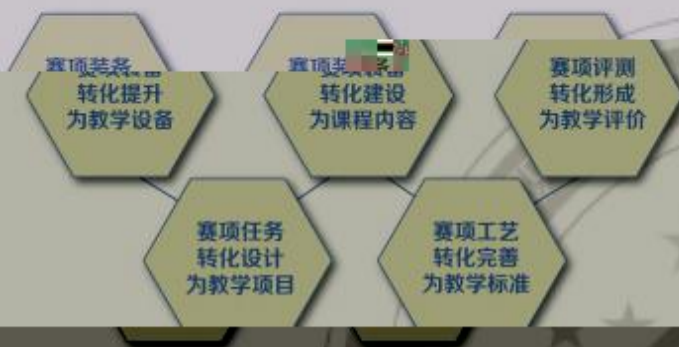 赛项装备
转化提升
为教学设备
赛项装备
转化建设
为课程内容
赛项评测
转化形成
为教学评价
赛项任务
转化设计
为教学项目
赛项工艺
转化完善
为教学标准